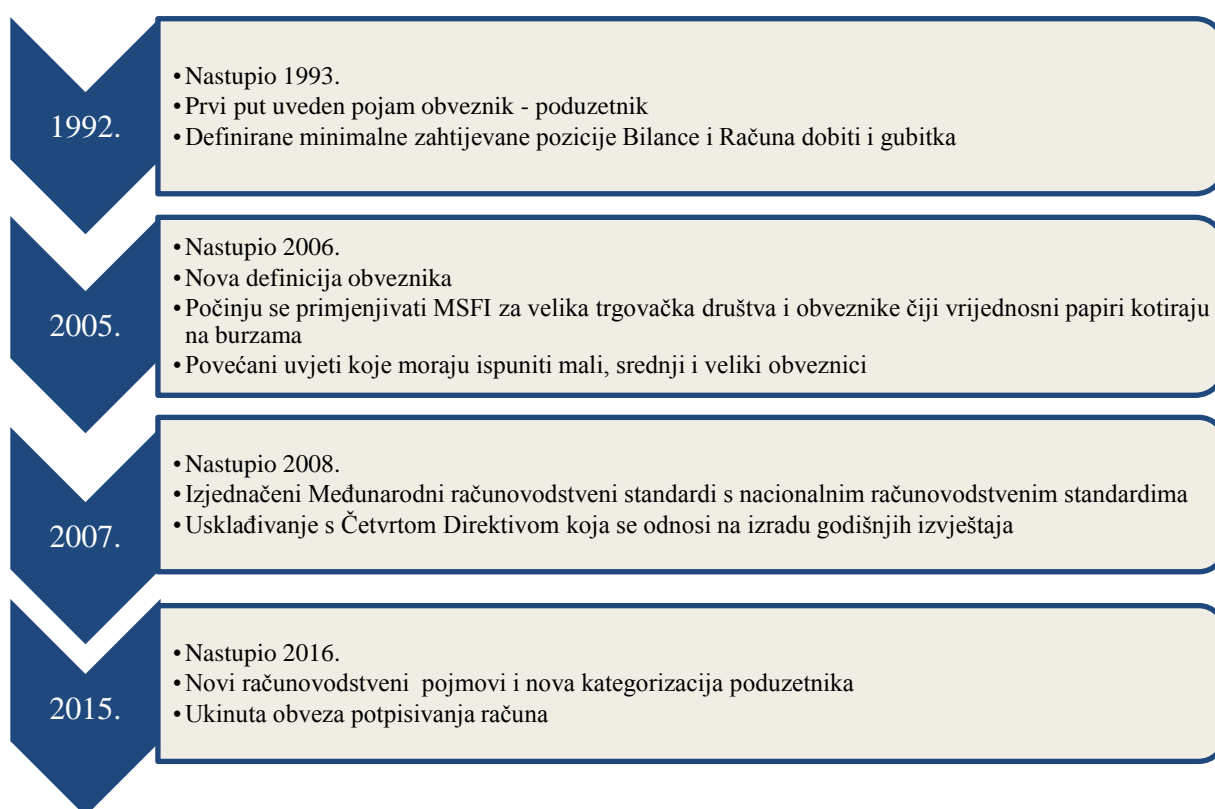 1992.
•Nastupio 1993.
•Prvi put uveden pojam obveznik - poduzetnik
•Definirane minimalne zahtijevane pozicije Bilance i Računa dobiti i gubitka
2005.
•Nastupio 2006.
•Nova definicija obveznika
•Počinju se primjenjivati MSFI za velika trgovačka društva i obveznike čiji vrijednosni papiri kotiraju
na burzama
•Povećani uvjeti koje moraju ispuniti mali, srednji i veliki obveznici
2007.
•Nastupio 2008.
•Izjednačeni Međunarodni računovodstveni standardi s nacionalnim računovodstvenim standardima
•Usklađivanje s Četvrtom Direktivom koja se odnosi na izradu godišnjih izvještaja
2015.
•Nastupio 2016.
•Novi računovodstveni  pojmovi i nova kategorizacija poduzetnika
•Ukinuta obveza potpisivanja računa